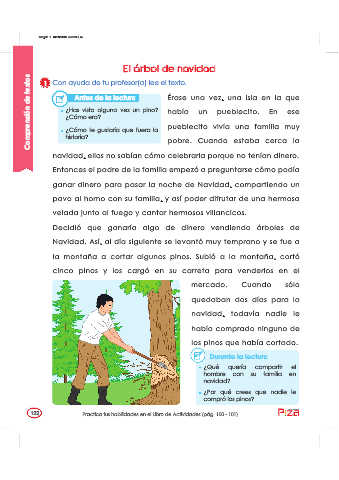 El árbol de navidad
1 Con ayuda de tu profesor(a) lee el texto.
Antes de la lectura
¿Has visto alguna vez un pino?
¿Cómo era?
¿Cómo te gustaría que fuera la
historia?
Érase una vez, una isla en la que
había un pueblecito. En ese
pueblecito vivía una familia muy
pobre. Cuando estaba cerca la
navidad, ellos no sabían cómo celebrarla porque no tenían dinero.
Entonces el padre de la familia empezó a preguntarse cómo podía
ganar dinero para pasar la noche de Navidad, compartiendo un
pavo al horno con su familia, y así poder disfrutar de una hermosa
velada junto al fuego y cantar hermosos villancicos.
Decidió que ganaría algo de dinero vendiendo árboles de
Navidad. Así, al día siguiente se levantó muy temprano y se fue a
la montaña a cortar algunos pinos. Subió a la montaña, cortó
cinco pinos y los cargó en su carreta para venderlos en el
mercado. Cuando sólo
quedaban dos días para la
navidad, todavía nadie le
había comprado ninguno de
los pinos que había cortado.
Durante la lectura
¿Qué quería compartir el
hombre con su familia en
navidad?
¿Por qué crees que nadie le
compró los pinos?
Comprensión de textos
122
Practica tus habilidades en el Libro de Actividades (pág. 100 - 101)